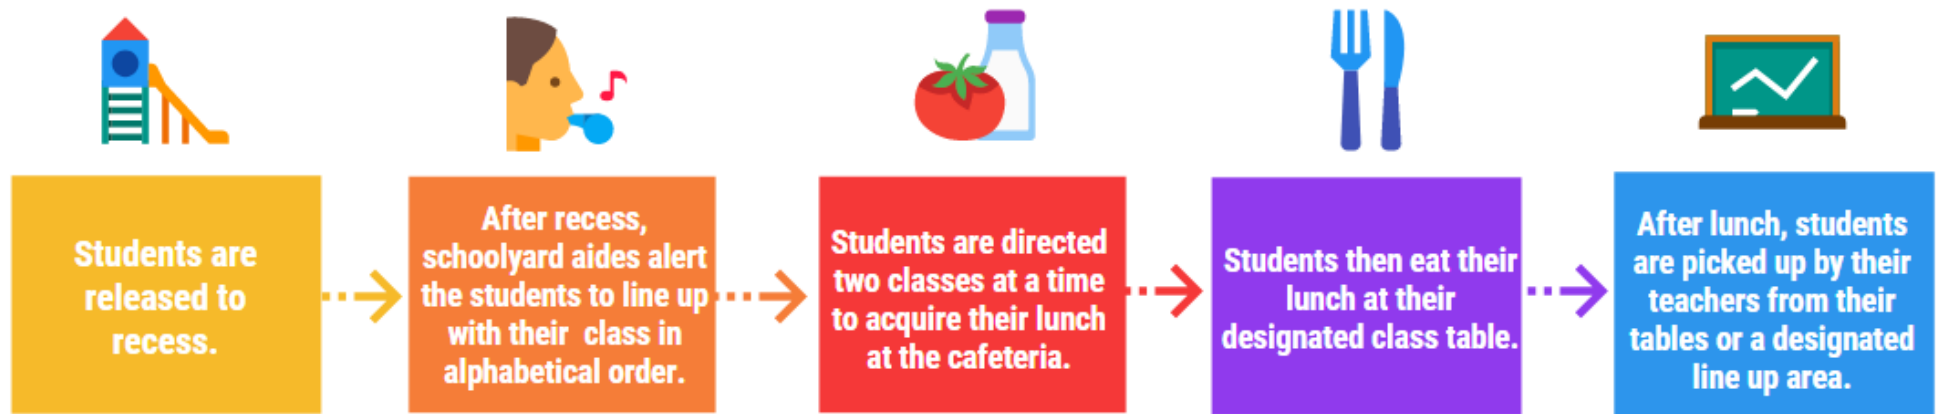 Students are
released to
recess.
After recess,
schoolyard aides alert
the students to line up
with their  class in
alphabetical order.
Students are directed
two classes at a time
to acquire their lunch
at the cafeteria.
Students then eat their
lunch at their
designated class table.
After lunch, students
are picked up by their
teachers from their
tables or a designated
line up area.